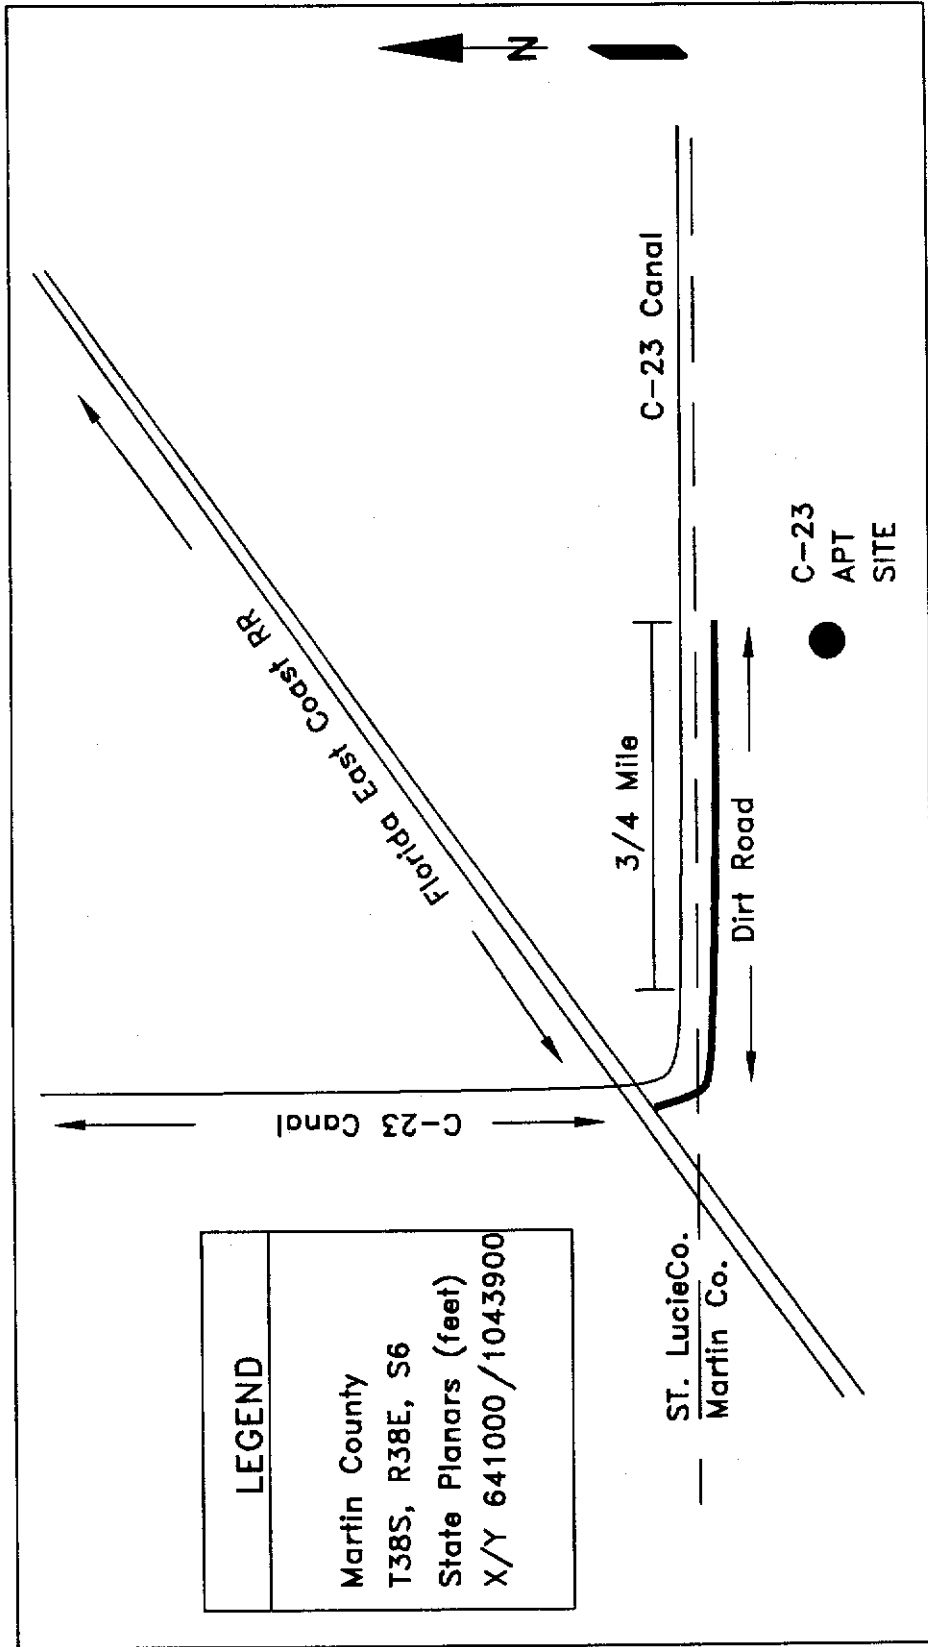 LEGEND
Martin County
T38S, R38E, S6
State Planars (feet)
X/Y 641000/1043900
C-23 Canal
Florida East Coast RR
N
3/4 Mile
C-23 Canal
ST. LucieCo.
Martin Co.
Dirt Road
C-23
APT
SITE